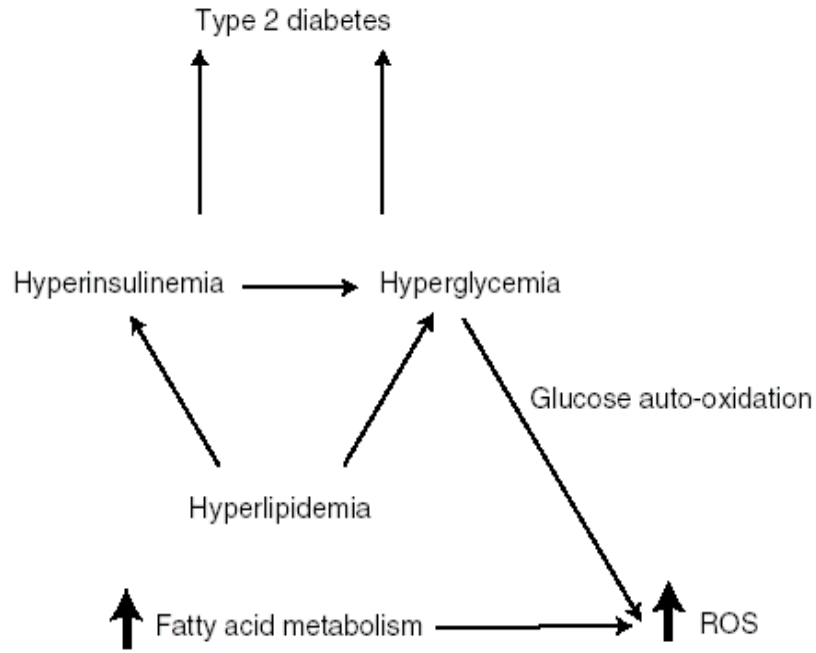 Type 2 diabetes
Hyperinsulinemia
Hyperglycemia
Glucose auto-oxidation
Hyperlipidemia
Fatty acid metabolism
ROS